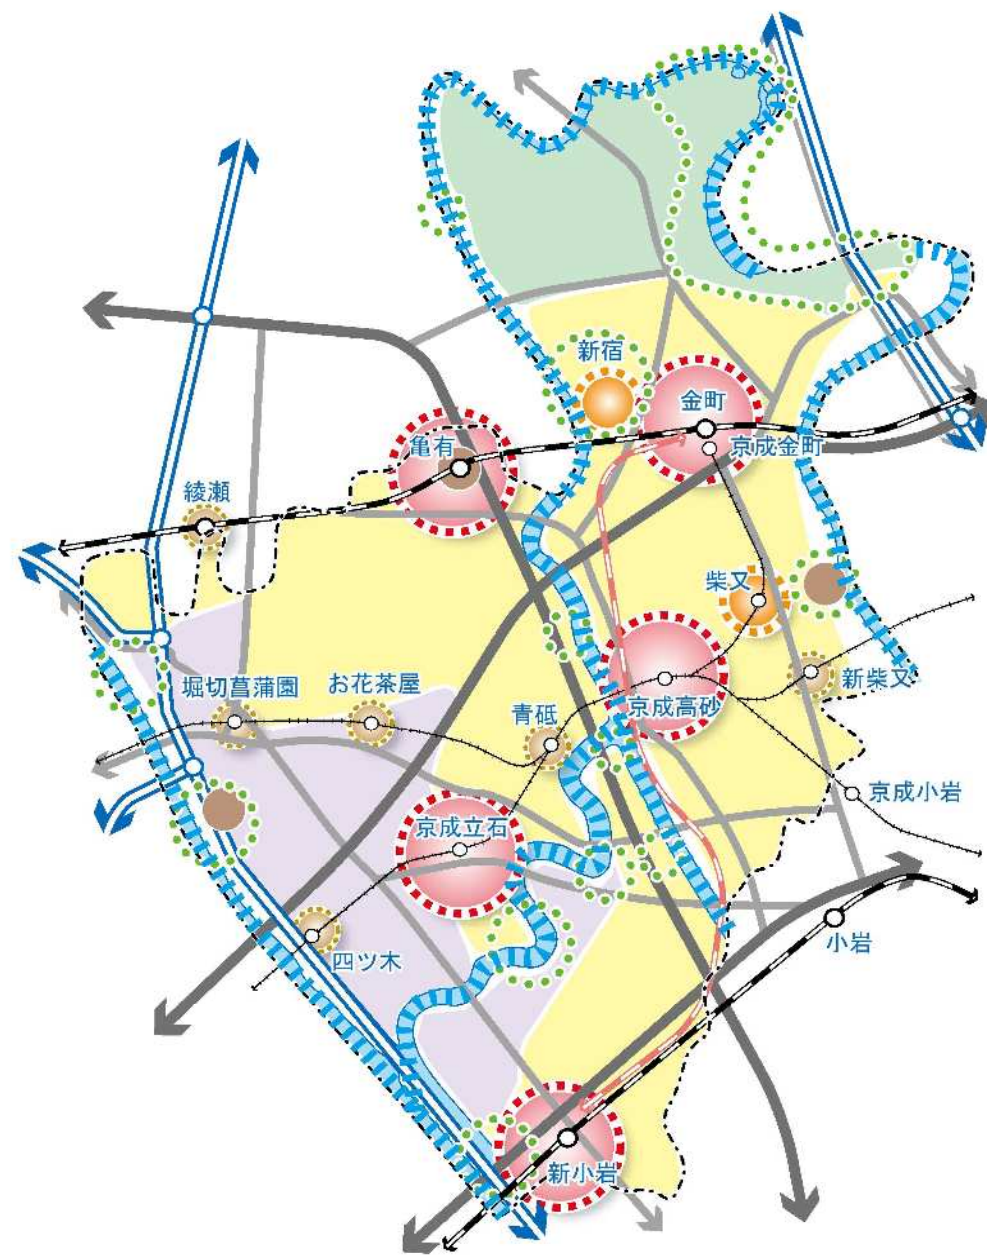 新宿
金町
亀有
京成金町
綾瀬
柴又
堀切菖蒲園
お花茶屋
青砥
京成高砂
新柴又
京成小岩
京成立石
四ツ木
小岩
新小岩